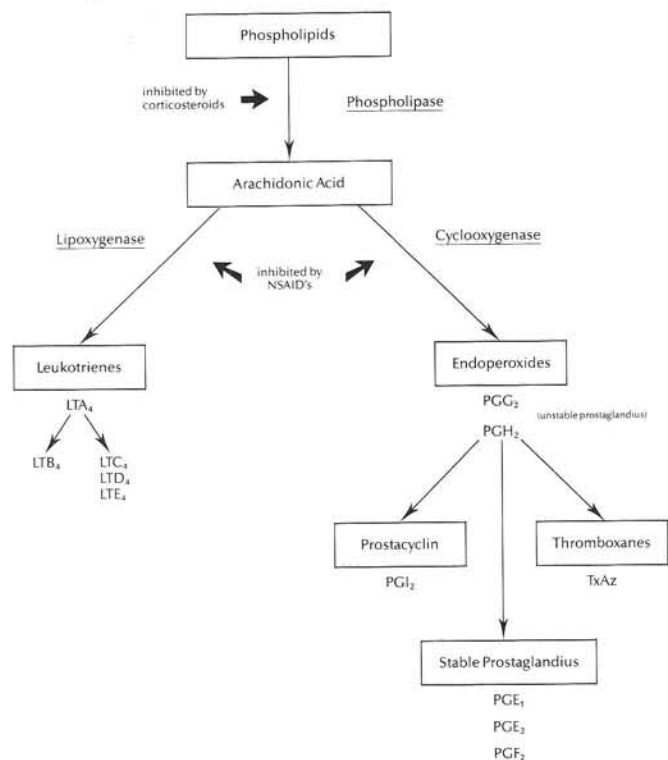 Phospholipids
inhibited by
corticosteroids
Phospholipase
Arachidonic Acid
Lipoxygenase
Cyclooxygenase
inhibited by
NSAID's
Leukotrienes
Endoperoxides
LTA₄
PGG₂
(unstable prostaglandius)
PGH₂
LTB₄
LTC₄
LTD₄
LTE₄
Prostacyclin
Thromboxanes
PGI₂
TxAz
Stable Prostaglandius
PGE₁
PGE₂
PGF₂